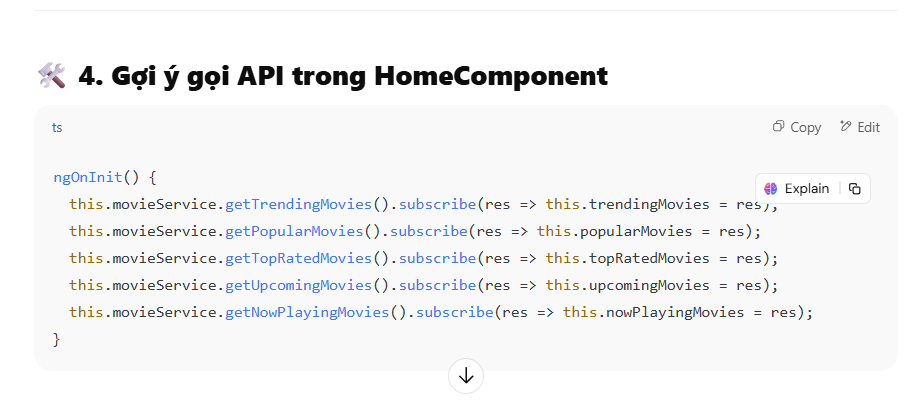 🛠️ 4. Gợi ý gọi API trong HomeComponent
ts
Copy
Edit
ngOnInit() {
Explain
this.movieService.getTrendingMovies().subscribe(res => this.trendingMovies = res);
this.movieService.getPopularMovies().subscribe(res => this.popularMovies = res);
this.movieService.getTopRatedMovies().subscribe(res => this.topRatedMovies = res);
this.movieService.getUpcomingMovies().subscribe(res => this.upcomingMovies = res);
this.movieService.getNowPlayingMovies().subscribe(res => this.nowPlayingMovies = res);
}